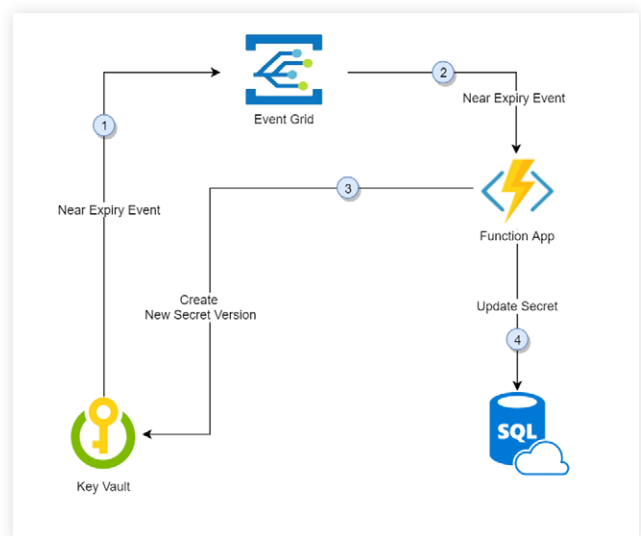 2
Near Expiry Event
Event Grid
1
3
Near Expiry Event
Function App
Create
New Secret Version
Update Secret
4
SQL
Key Vault